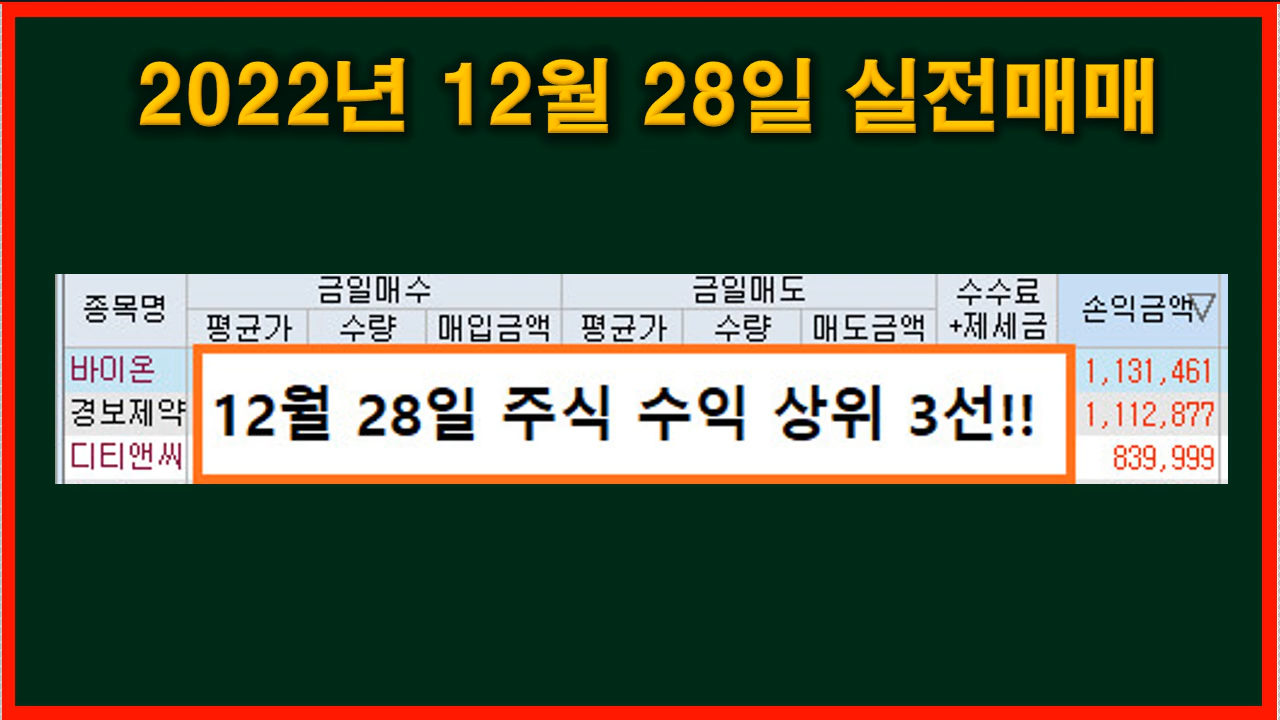 2022년 12월 28일 실전매매
종목명 금일매수 금일매도 수수료+제세금 손익금액▽
평균가 수량 매입금액 평균가 수량 매도금액
바이온 1,131,461
경보제약 1,112,877
디티앤씨 839,999
12월 28일 주식 수익 상위 3선!!